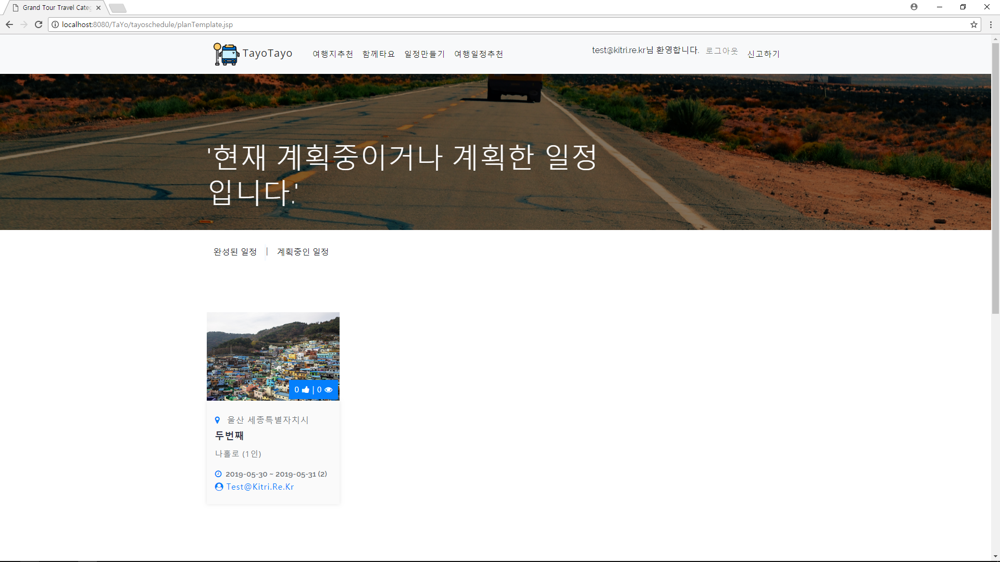 Grand Tour Travel Cate
localhost:8080/TaYo/tayoschedule/planTemplate.jsp
TayoTayo 여행지추천 함께타요 일정만들기 여행일정추천 test@kitri.re.kr님 환영합니다. 로그아웃 신고하기
'현재 계획중이거나 계획한 일정
입니다.'
완성된 일정 | 계획중인 일정
0 | 0
울산 세종특별자치시
두번째
나홀로 (1인)
2019-05-30 ~ 2019-05-31 (2)
Test@Kitri.Re.Kr